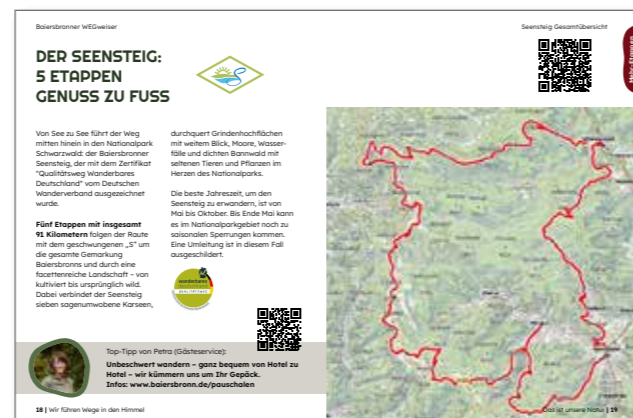 Baiersbronner WEGweiser
Seensteig Gesamtübersicht
DER SEENSTEIG:
5 ETAPPEN
GENUSS ZU FUSS
Von See zu See führt der Weg
mitten hinein in den Nationalpark
Schwarzwald: der Baiersbronner
Seensteig, der mit dem Zertifikat
"Qualitätsweg Wanderbares
Deutschland" vom Deutschen
Wanderverband ausgezeichnet
wurde.
Fünf Etappen mit insgesamt
91 Kilometern folgen der Route
mit dem geschwungenen „S“ um
die gesamte Gemarkung
Baiersbronns und durch eine
facettenreiche Landschaft – von
kultiviert bis ursprünglich wild.
Dabei verbindet der Seensteig
sieben sagenumwobene Karseen,
durchquert Grindenhochflächen
mit weitem Blick, Moore, Wasser-
fälle und dichten Bannwald mit
seltenen Tieren und Pflanzen im
Herzen des Nationalparks.
Die beste Jahreszeit, um den
Seensteig zu erwandern, ist von
Mai bis Oktober. Bis Ende Mai kann
es im Nationalparkgebiet noch zu
saisonalen Sperrungen kommen.
Eine Umleitung ist in diesem Fall
ausgeschildert.
wanderbares
Top-Tipp von Petra (Gästeservice):
Unbeschwert wandern – ganz bequem von Hotel zu
Hotel – wir kümmern uns um Ihr Gepäck.
Infos: www.baiersbronn.de/pauschalen
18 | Wir führen Wege in den Himmel
Das ist unsere Natur | 19